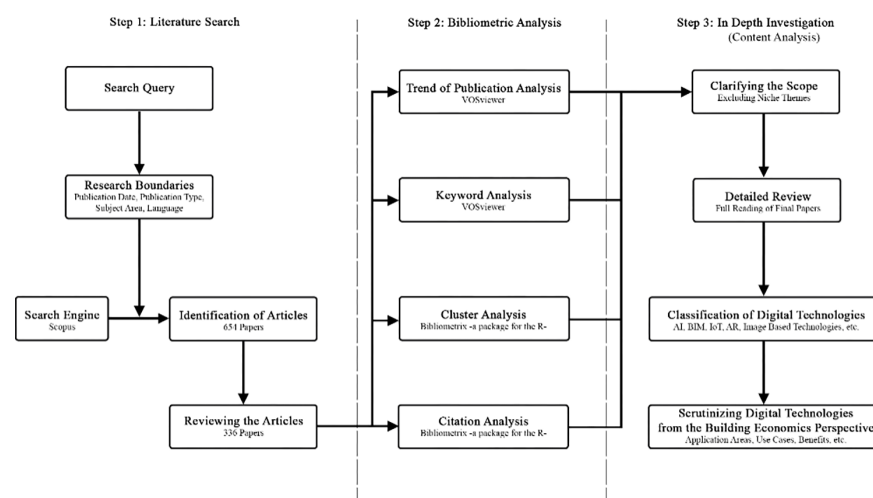 Step 1: Literature Search
Search Query
Research Boundaries
Publication Date, Publication Type,
Subject Area, Language
Search Engine
Scopus
Identification of Articles
654 Papers
Reviewing the Articles
336 Papers
Step 2: Bibliometric Analysis
Trend of Publication Analysis
VOSviewer
Keyword Analysis
VOSviewer
Cluster Analysis
Bibliometrix -a package for the R-
Citation Analysis
Bibliometrix -a package for the R-
Step 3: In Depth Investigation
(Content Analysis)
Clarifying the Scope
Excluding Niche Themes
Detailed Review
Full Reading of Final Papers
Classification of Digital Technologies
AI, BIM, IoT, AR, Image Based Technologies, etc.
Scrutinizing Digital Technologies
from the Building Economics Perspective
Application Areas, Use Cases, Benefits, etc.